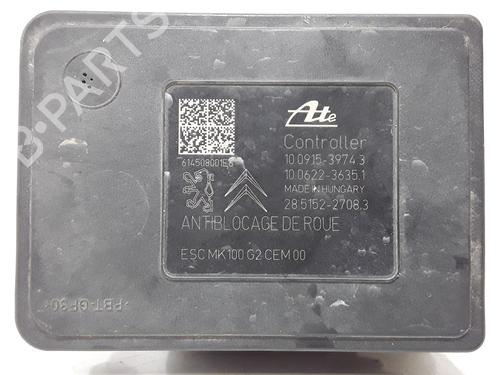 Ate
Controller
10.0915-3974.3
10.0622-3635.1
MADE IN HUNGARY
28.5152-2708.3
614508001E8
ANTIBLOCAGE DE ROUE
ESC MK100 G2 CEM 00
>PBT-GF30<
B-PARTS